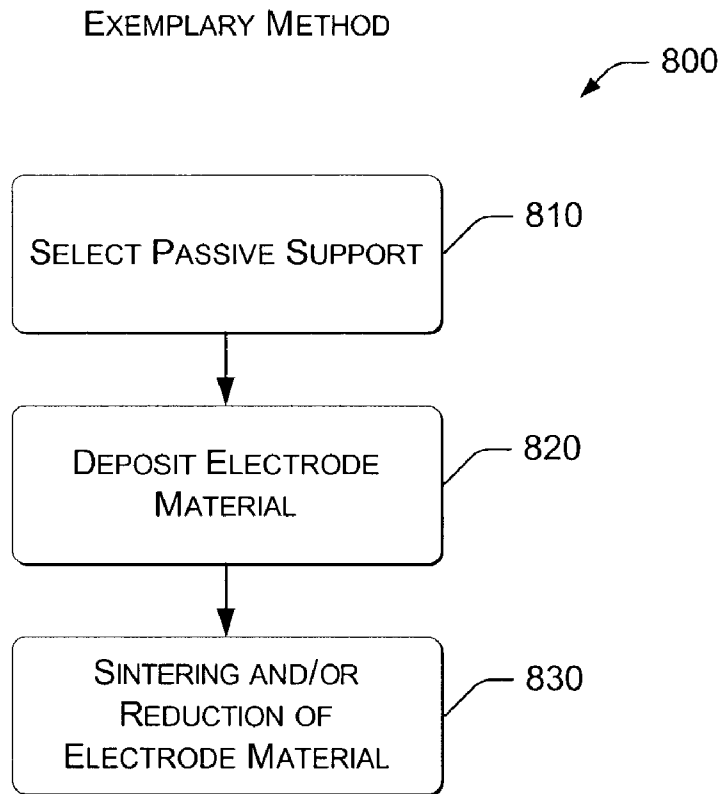 EXEMPLARY METHOD
800
810
SELECT PASSIVE SUPPORT
820
DEPOSIT ELECTRODE
MATERIAL
830
SINTERING AND/OR
REDUCTION OF
ELECTRODE MATERIAL